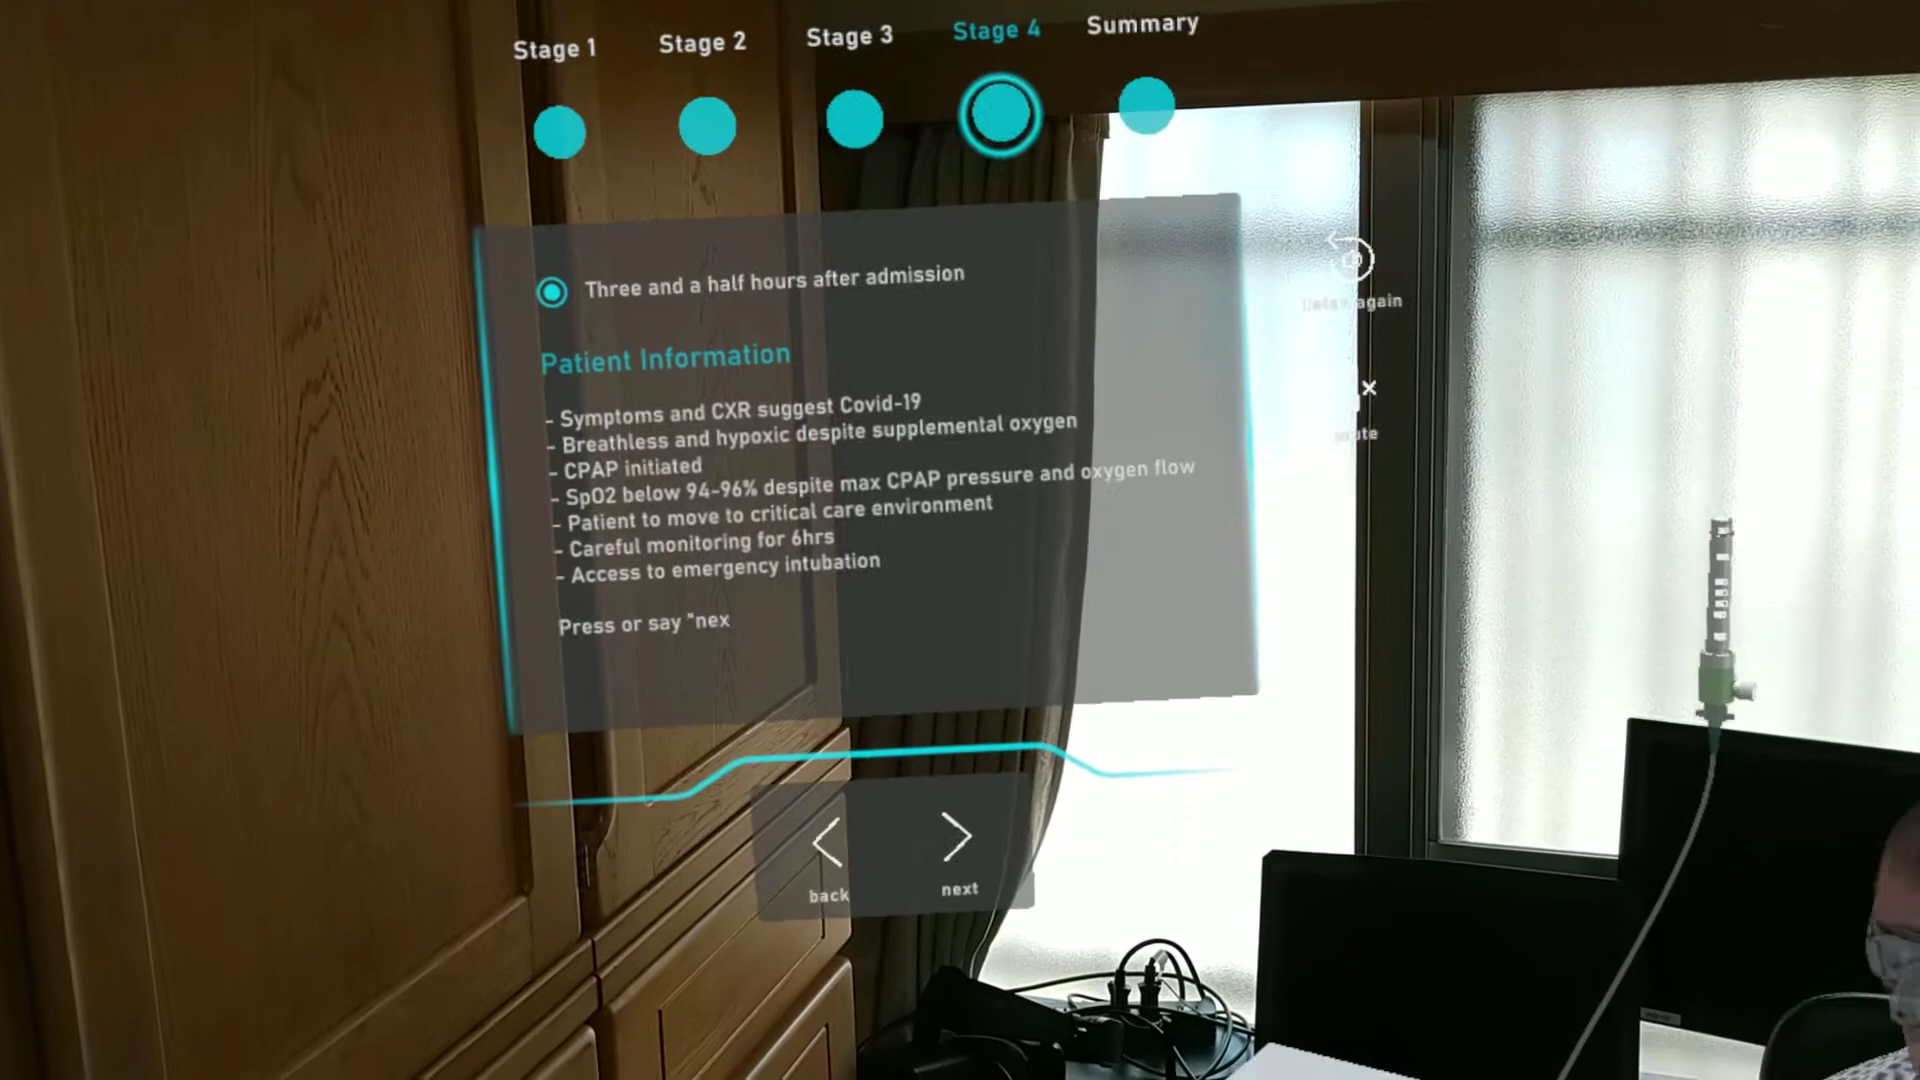 Stage 1
Stage 2
Stage 3
Stage 4
Summary
Three and a half hours after admission
Patient Information
- Symptoms and CXR suggest Covid-19
- Breathless and hypoxic despite supplemental oxygen
- CPAP initiated
- SpO2 below 94-96% despite max CPAP pressure and oxygen flow
- Patient to move to critical care environment
- Careful monitoring for 6hrs
- Access to emergency intubation
Press or say "nex
again
back
next